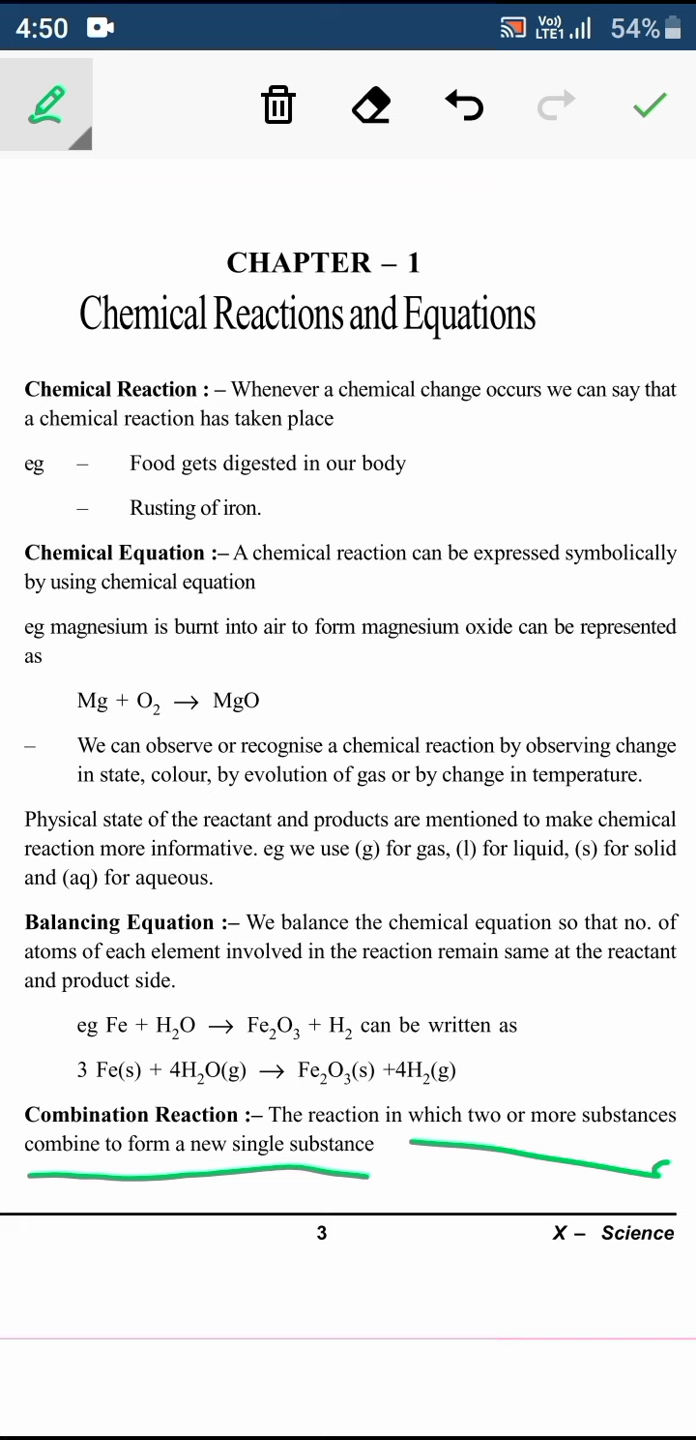 4:50 Vo)) LTE1 54%
CHAPTER – 1
Chemical Reactions and Equations
Chemical Reaction : – Whenever a chemical change occurs we can say that
a chemical reaction has taken place
eg – Food gets digested in our body
– Rusting of iron.
Chemical Equation :– A chemical reaction can be expressed symbolically
by using chemical equation
eg magnesium is burnt into air to form magnesium oxide can be represented
as
Mg + O₂ → MgO
– We can observe or recognise a chemical reaction by observing change
in state, colour, by evolution of gas or by change in temperature.
Physical state of the reactant and products are mentioned to make chemical
reaction more informative. eg we use (g) for gas, (l) for liquid, (s) for solid
and (aq) for aqueous.
Balancing Equation :– We balance the chemical equation so that no. of
atoms of each element involved in the reaction remain same at the reactant
and product side.
eg Fe + H₂O → Fe₂O₃ + H₂ can be written as
3 Fe(s) + 4H₂O(g) → Fe₂O₃(s) +4H₂(g)
Combination Reaction :– The reaction in which two or more substances
combine to form a new single substance
3 X – Science